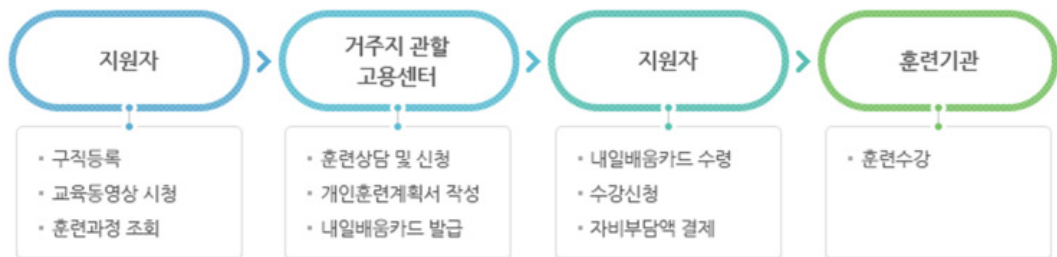 지원자
거주지 관할
고용센터
지원자
훈련기관
▪ 구직등록
▪ 교육동영상 시청
▪ 훈련과정 조회
▪ 훈련상담 및 신청
▪ 개인훈련계획서 작성
▪ 내일배움카드 발급
▪ 내일배움카드 수령
▪ 수강신청
▪ 자비부담액 결제
▪ 훈련수강